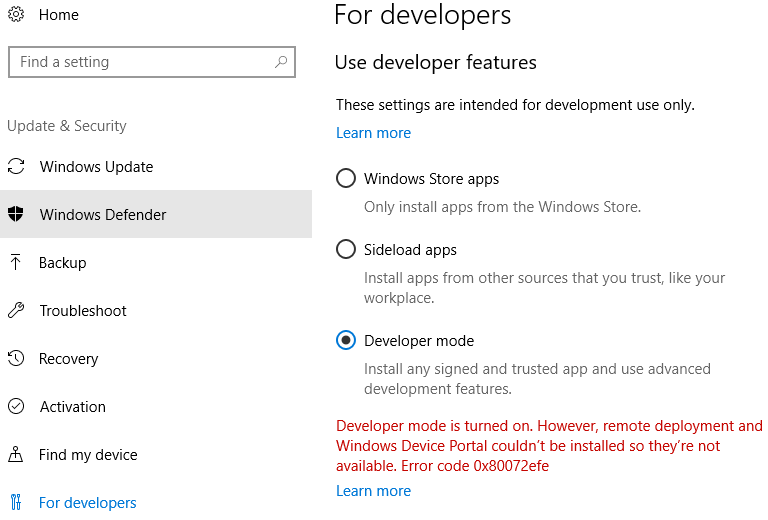 Home
Find a setting
Update & Security
Windows Update
Windows Defender
Backup
Troubleshoot
Recovery
Activation
Find my device
For developers
For developers
Use developer features
These settings are intended for development use only.
Learn more
Windows Store apps
Only install apps from the Windows Store.
Sideload apps
Install apps from other sources that you trust, like your
workplace.
Developer mode
Install any signed and trusted app and use advanced
development features.
Developer mode is turned on. However, remote deployment and
Windows Device Portal couldn't be installed so they're not
available. Error code 0x80072efe
Learn more